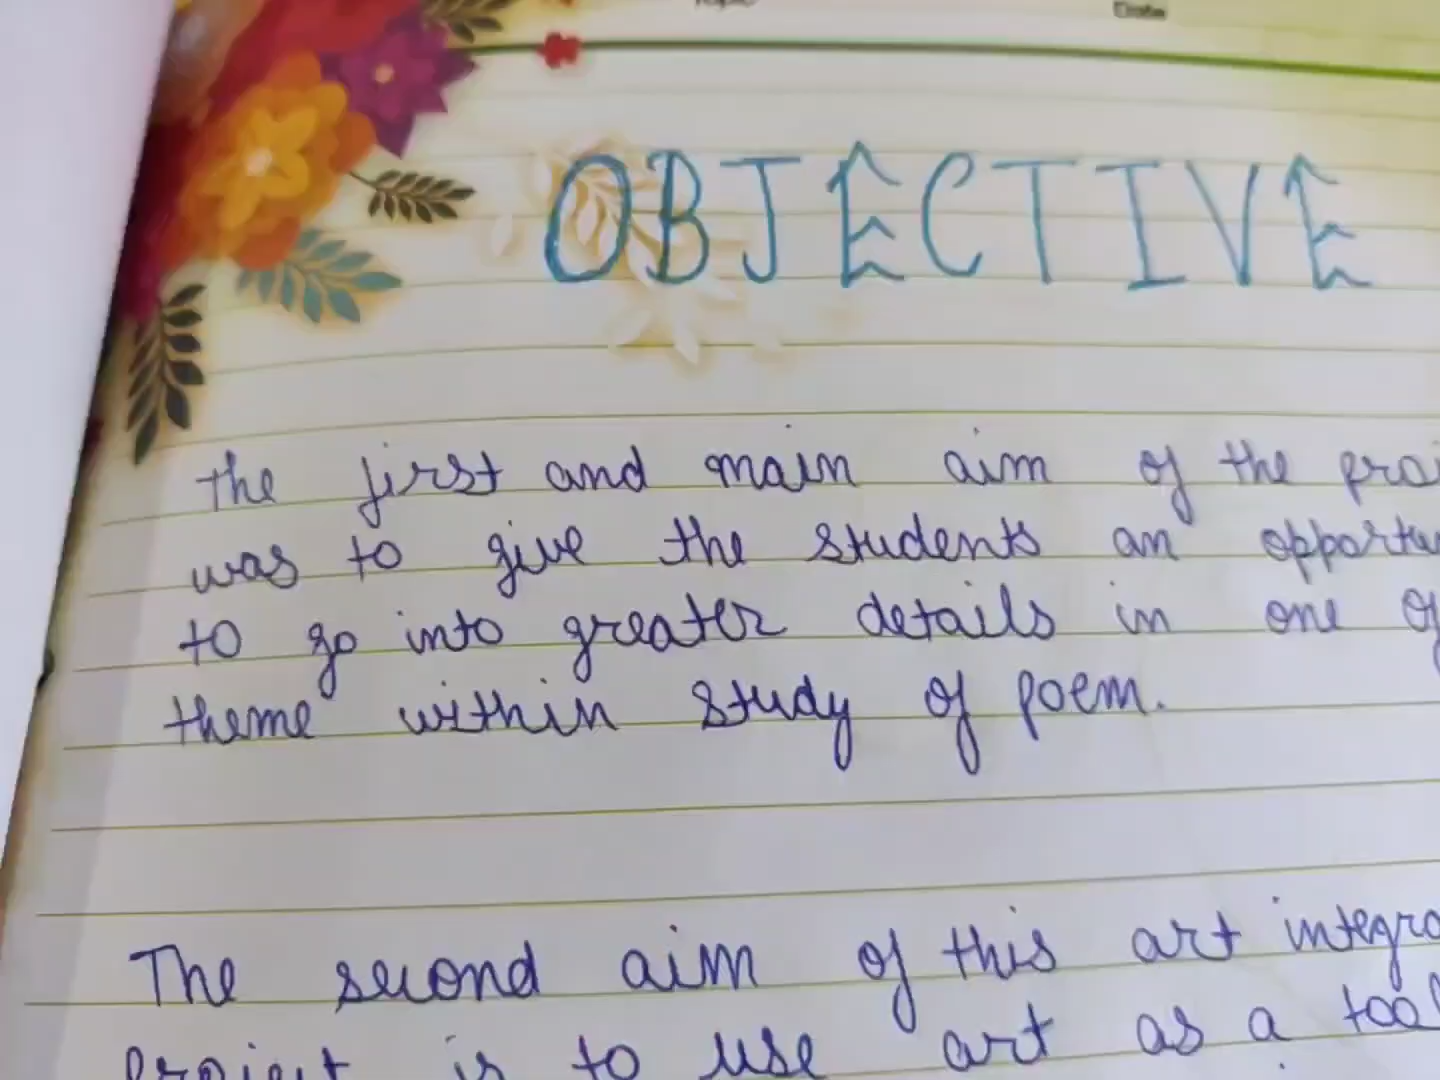 Date
OBJECTIVE
the first and main aim of the
was to give the students an
to go into greater details in one
theme within study of poem.
The second aim of this art
project is to use art as a tool